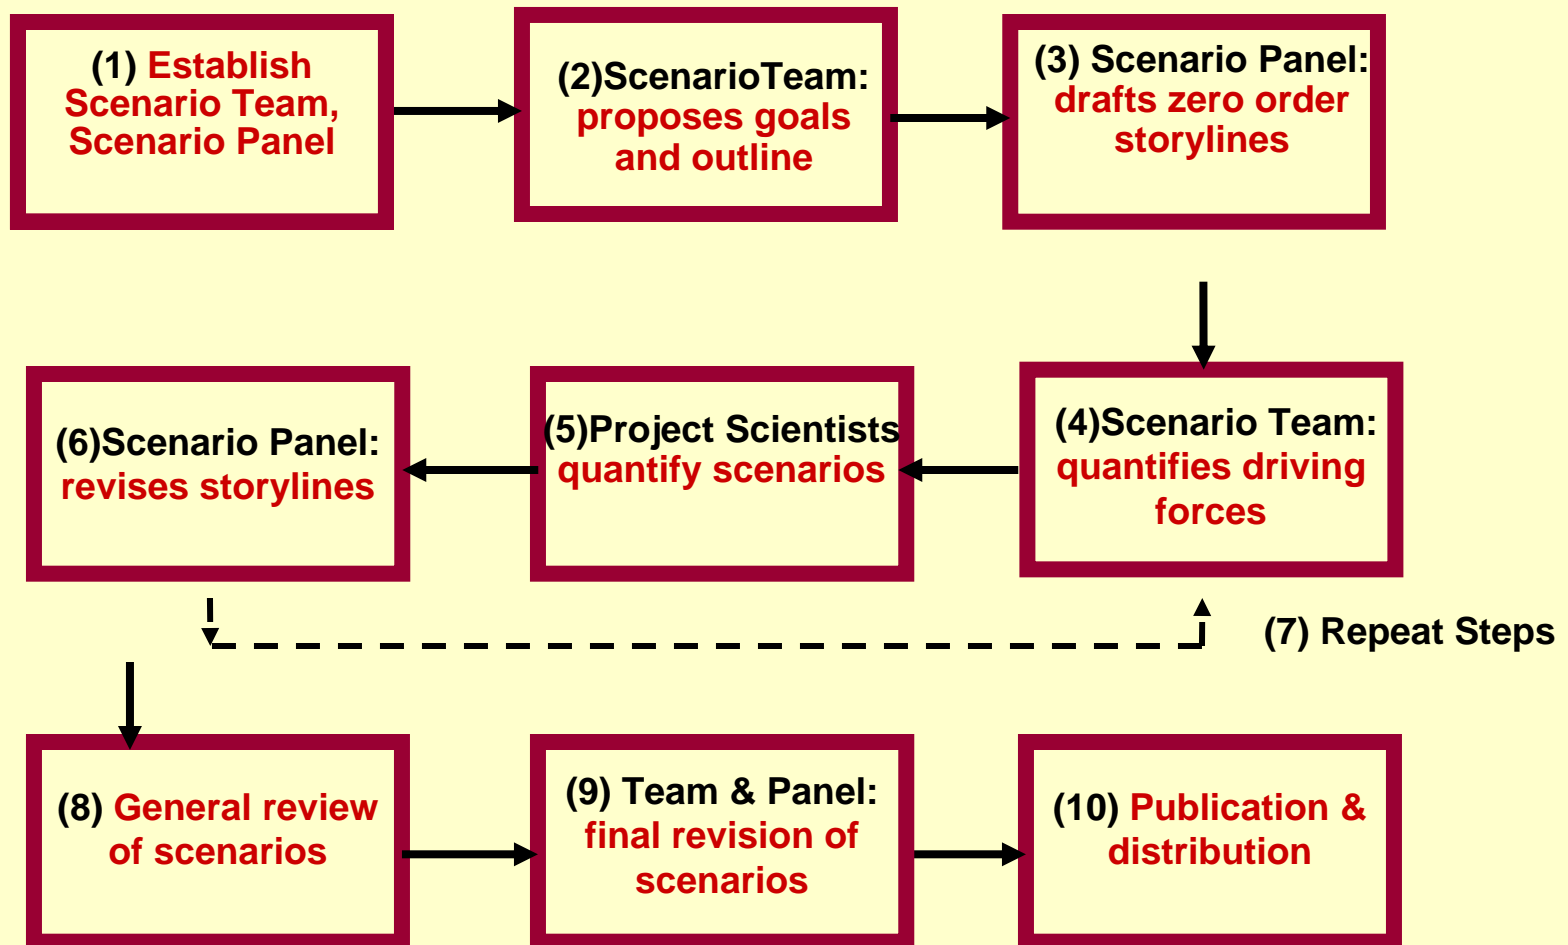 (1) Establish
Scenario Team,
Scenario Panel
(2)ScenarioTeam:
proposes goals
and outline
(3) Scenario Panel:
drafts zero order
storylines
(4)Scenario Team:
quantifies driving
forces
(5)Project Scientists
quantify scenarios
(6)Scenario Panel:
revises storylines
(7) Repeat Steps
(8) General review
of scenarios
(9) Team & Panel:
final revision of
scenarios
(10) Publication &
distribution